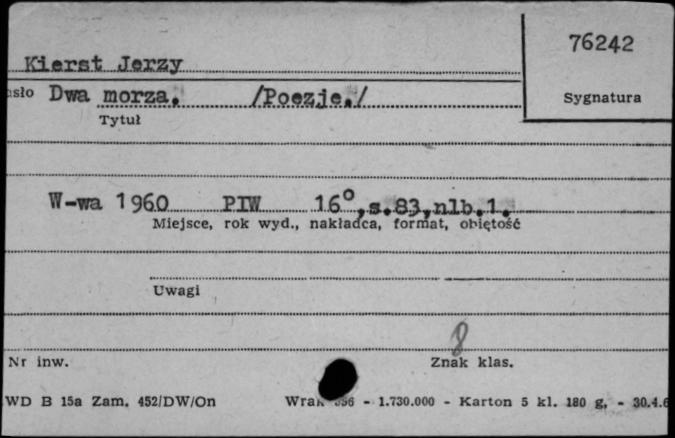 76242
Kierst Jerzy
Sygnatura
sło Dwa morza. /Poezje./
Tytuł
W-wa 1960 PIW 16°, s.83, nlb.1.
Miejsce, rok wyd., nakładca, format, objętość
Uwagi
8
Nr inw. Znak klas.
WD B 15a Zam. 452/DW/On - 1.730.000 - Karton 5 kl. 180 g. - 30.4.6